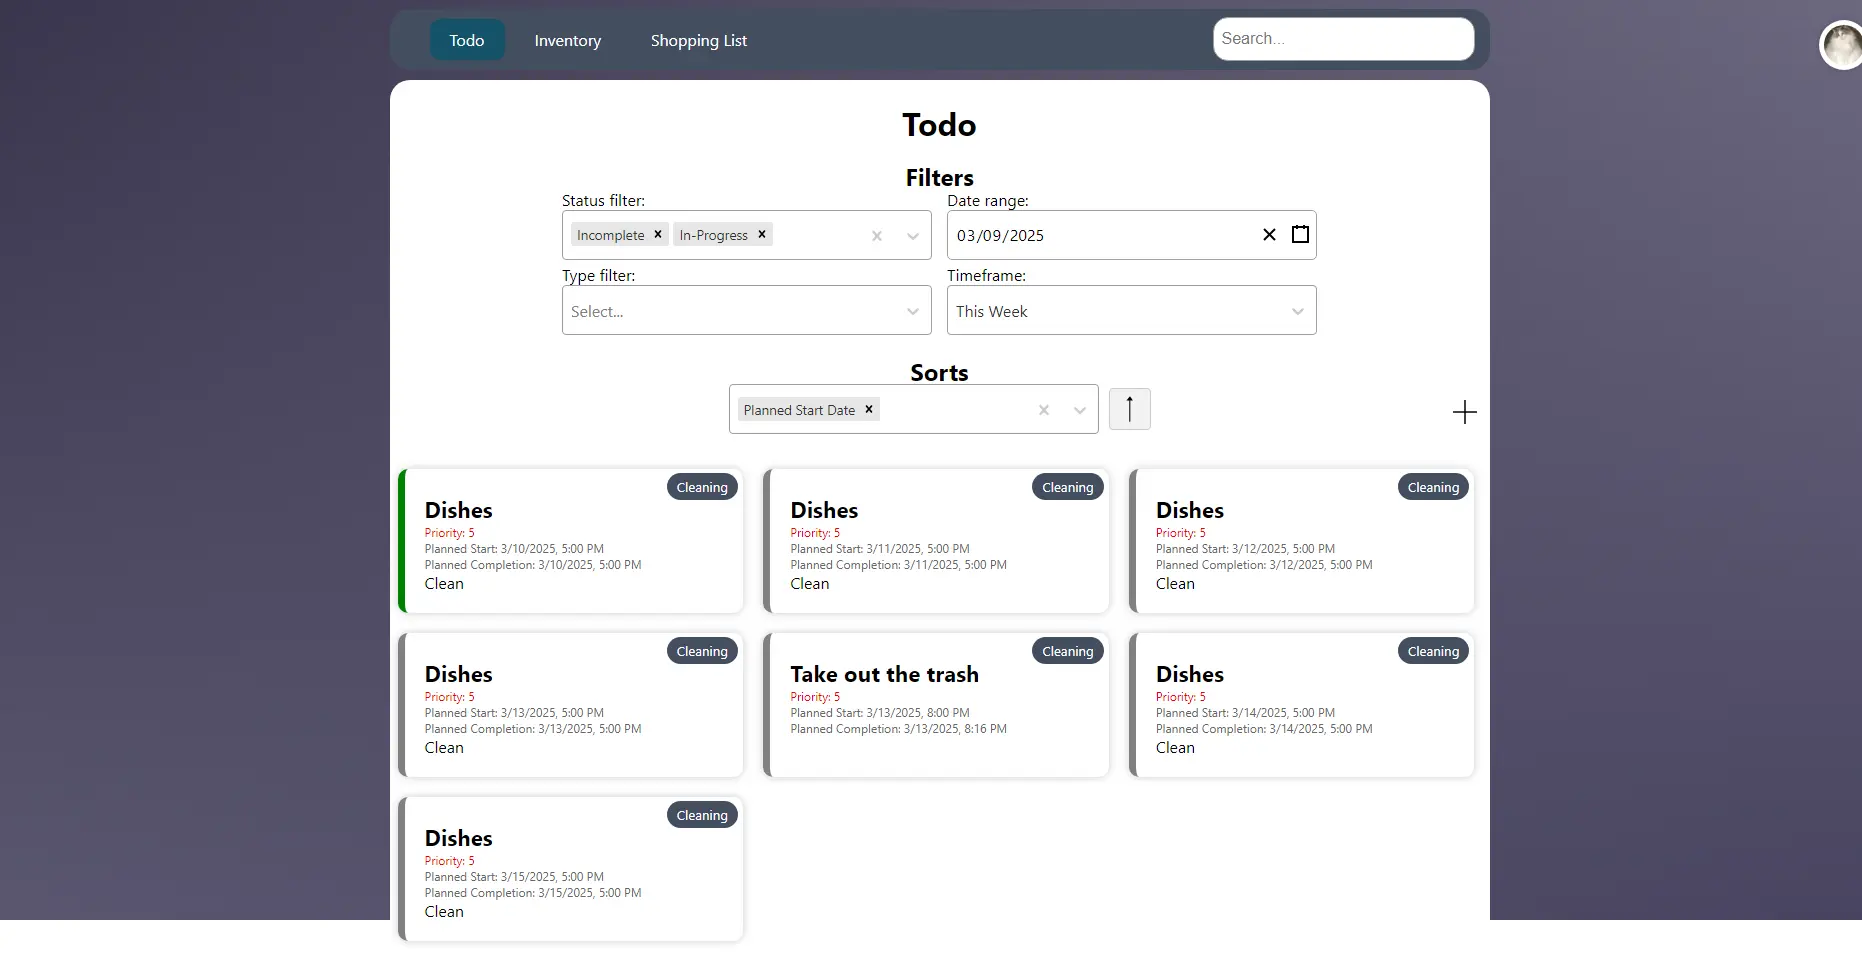 Todo
Inventory
Shopping List
Search...
Todo
Filters
Status filter:
Date range:
Incomplete
In-Progress
03/09/2025
Type filter:
Timeframe:
Select...
This Week
Sorts
Planned Start Date
Cleaning
Dishes
Priority: 5
Planned Start: 3/10/2025, 5:00 PM
Planned Completion: 3/10/2025, 5:00 PM
Clean
Cleaning
Dishes
Priority: 5
Planned Start: 3/11/2025, 5:00 PM
Planned Completion: 3/11/2025, 5:00 PM
Clean
Cleaning
Dishes
Priority: 5
Planned Start: 3/12/2025, 5:00 PM
Planned Completion: 3/12/2025, 5:00 PM
Clean
Cleaning
Dishes
Priority: 5
Planned Start: 3/13/2025, 5:00 PM
Planned Completion: 3/13/2025, 5:00 PM
Clean
Cleaning
Take out the trash
Priority: 5
Planned Start: 3/13/2025, 8:00 PM
Planned Completion: 3/13/2025, 8:16 PM
Cleaning
Dishes
Priority: 5
Planned Start: 3/14/2025, 5:00 PM
Planned Completion: 3/14/2025, 5:00 PM
Clean
Cleaning
Dishes
Priority: 5
Planned Start: 3/15/2025, 5:00 PM
Planned Completion: 3/15/2025, 5:00 PM
Clean